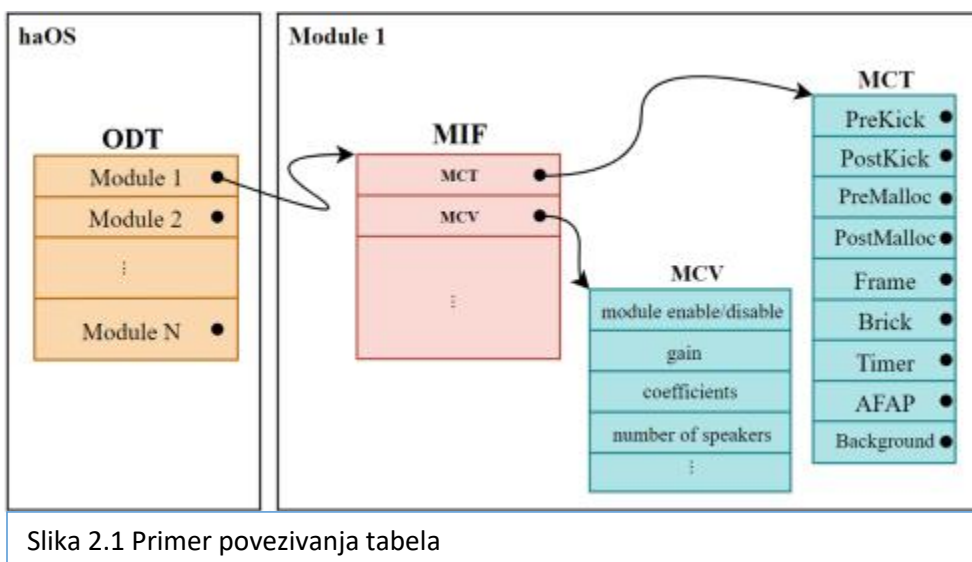 haOS
ODT
Module 1
Module 2
⋮
Module N
Module 1
MIF
MCT
MCV
⋮
MCV
module enable/disable
gain
coefficients
number of speakers
⋮
MCT
PreKick
PostKick
PreMalloc
PostMalloc
Frame
Brick
Timer
AFAP
Background
Slika 2.1 Primer povezivanja tabela